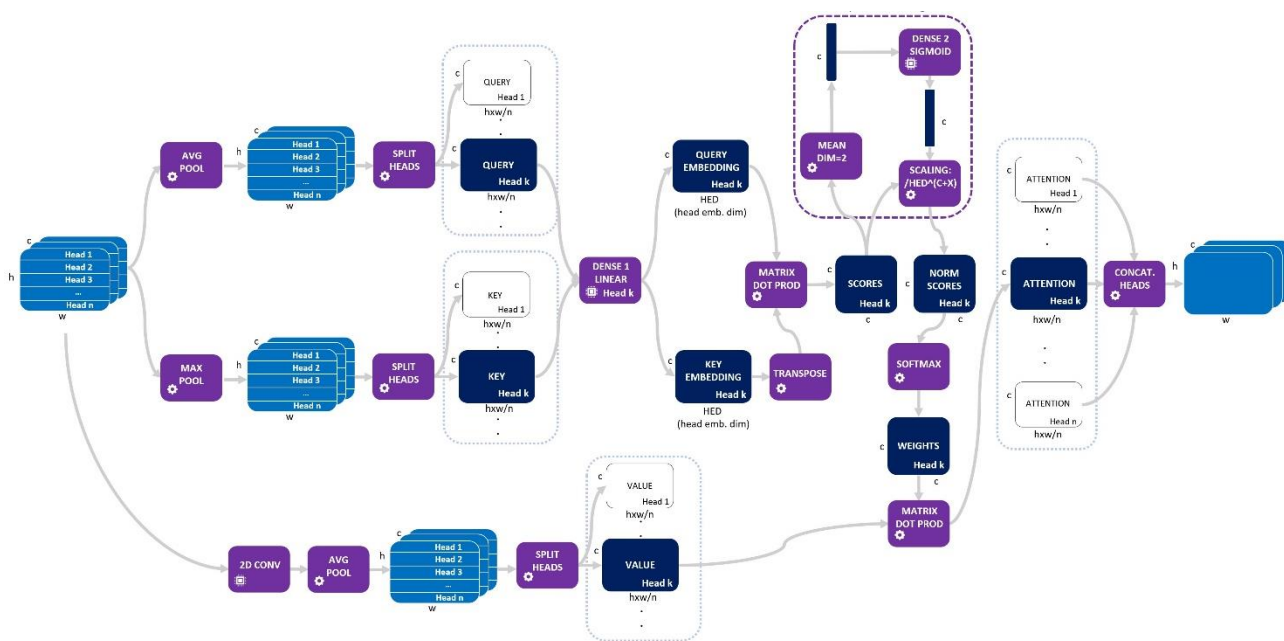 c
h
Head 1
Head 2
Head 3
...
Head n
w
AVG
POOL
h
c
Head 1
Head 2
Head 3
...
Head n
w
SPLIT
HEADS
c
QUERY
Head 1
hxw/n
.
.
c
QUERY
Head k
hxw/n
.
.
MAX
POOL
h
c
Head 1
Head 2
Head 3
...
Head n
w
SPLIT
HEADS
c
KEY
Head 1
hxw/n
.
.
c
KEY
Head k
hxw/n
.
.
DENSE 1
LINEAR
Head k
c
QUERY
EMBEDDING
Head k
HED
(head emb. dim)
c
KEY
EMBEDDING
Head k
HED
(head emb. dim)
TRANSPOSE
MATRIX
DOT PROD
c
SCORES
Head k
c
MEAN
DIM=2
c
DENSE 2
SIGMOID
c
SCALING:
/HED^(C+X)
c
NORM
SCORES
Head k
c
SOFTMAX
c
WEIGHTS
Head k
c
MATRIX
DOT PROD
2D CONV
AVG
POOL
h
c
Head 1
Head 2
Head 3
...
Head n
w
SPLIT
HEADS
c
VALUE
Head 1
hxw/n
.
.
c
VALUE
Head k
hxw/n
.
.
c
ATTENTION
Head 1
hxw/n
.
.
.
c
ATTENTION
Head k
hxw/n
.
.
.
c
ATTENTION
Head n
hxw/n
CONCAT.
HEADS
c
h
w